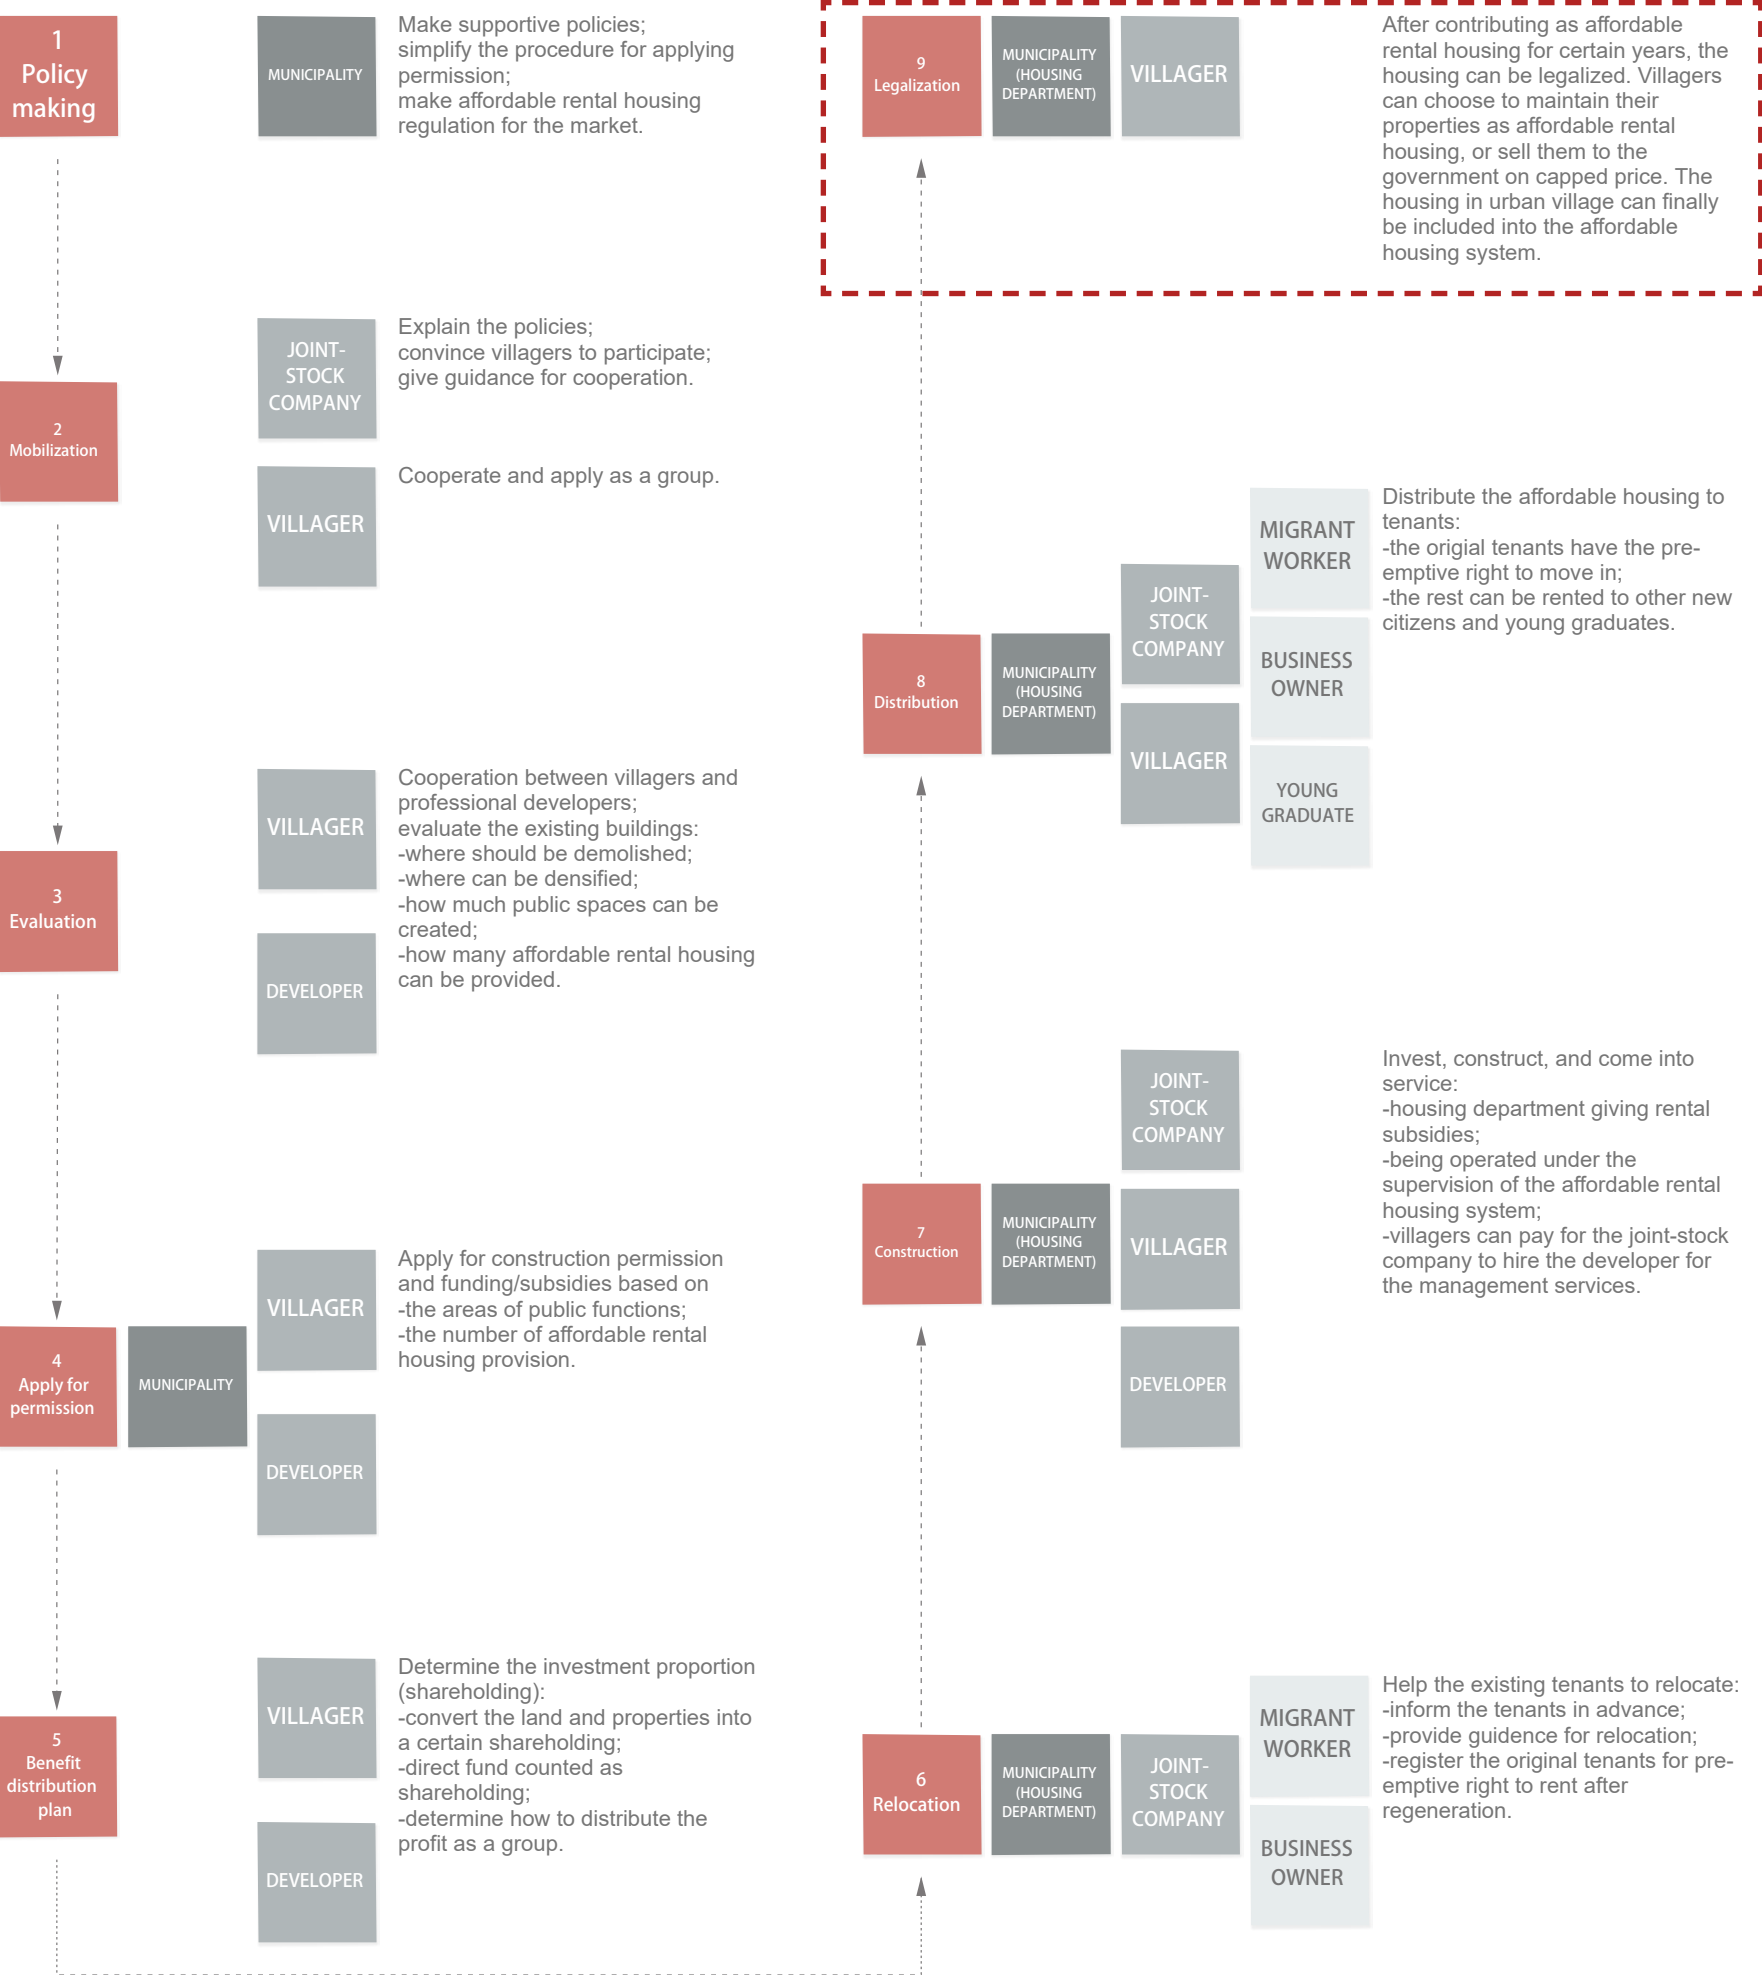 1
Policy
making
MUNICIPALITY
Make supportive policies;
simplify the procedure for applying
permission;
make affordable rental housing
regulation for the market.
2
Mobilization
JOINT-
STOCK
COMPANY
Explain the policies;
convince villagers to participate;
give guidance for cooperation.
VILLAGER
Cooperate and apply as a group.
3
Evaluation
VILLAGER
DEVELOPER
Cooperation between villagers and
professional developers;
evaluate the existing buildings:
-where should be demolished;
-where can be densified;
-how much public spaces can be
created;
-how many affordable rental housing
can be provided.
4
Apply for
permission
MUNICIPALITY
VILLAGER
DEVELOPER
Apply for construction permission
and funding/subsidies based on
-the areas of public functions;
-the number of affordable rental
housing provision.
5
Benefit
distribution
plan
VILLAGER
DEVELOPER
Determine the investment proportion
(shareholding):
-convert the land and properties into
a certain shareholding;
-direct fund counted as
shareholding;
-determine how to distribute the
profit as a group.
9
Legalization
MUNICIPALITY
(HOUSING
DEPARTMENT)
VILLAGER
After contributing as affordable
rental housing for certain years, the
housing can be legalized. Villagers
can choose to maintain their
properties as affordable rental
housing, or sell them to the
government on capped price. The
housing in urban village can finally
be included into the affordable
housing system.
8
Distribution
MUNICIPALITY
(HOUSING
DEPARTMENT)
JOINT-
STOCK
COMPANY
VILLAGER
MIGRANT
WORKER
BUSINESS
OWNER
YOUNG
GRADUATE
Distribute the affordable housing to
tenants:
-the origial tenants have the pre-
emptive right to move in;
-the rest can be rented to other new
citizens and young graduates.
7
Construction
MUNICIPALITY
(HOUSING
DEPARTMENT)
JOINT-
STOCK
COMPANY
VILLAGER
DEVELOPER
Invest, construct, and come into
service:
-housing department giving rental
subsidies;
-being operated under the
supervision of the affordable rental
housing system;
-villagers can pay for the joint-stock
company to hire the developer for
the management services.
6
Relocation
MUNICIPALITY
(HOUSING
DEPARTMENT)
JOINT-
STOCK
COMPANY
MIGRANT
WORKER
BUSINESS
OWNER
Help the existing tenants to relocate:
-inform the tenants in advance;
-provide guidence for relocation;
-register the original tenants for pre-
emptive right to rent after
regeneration.